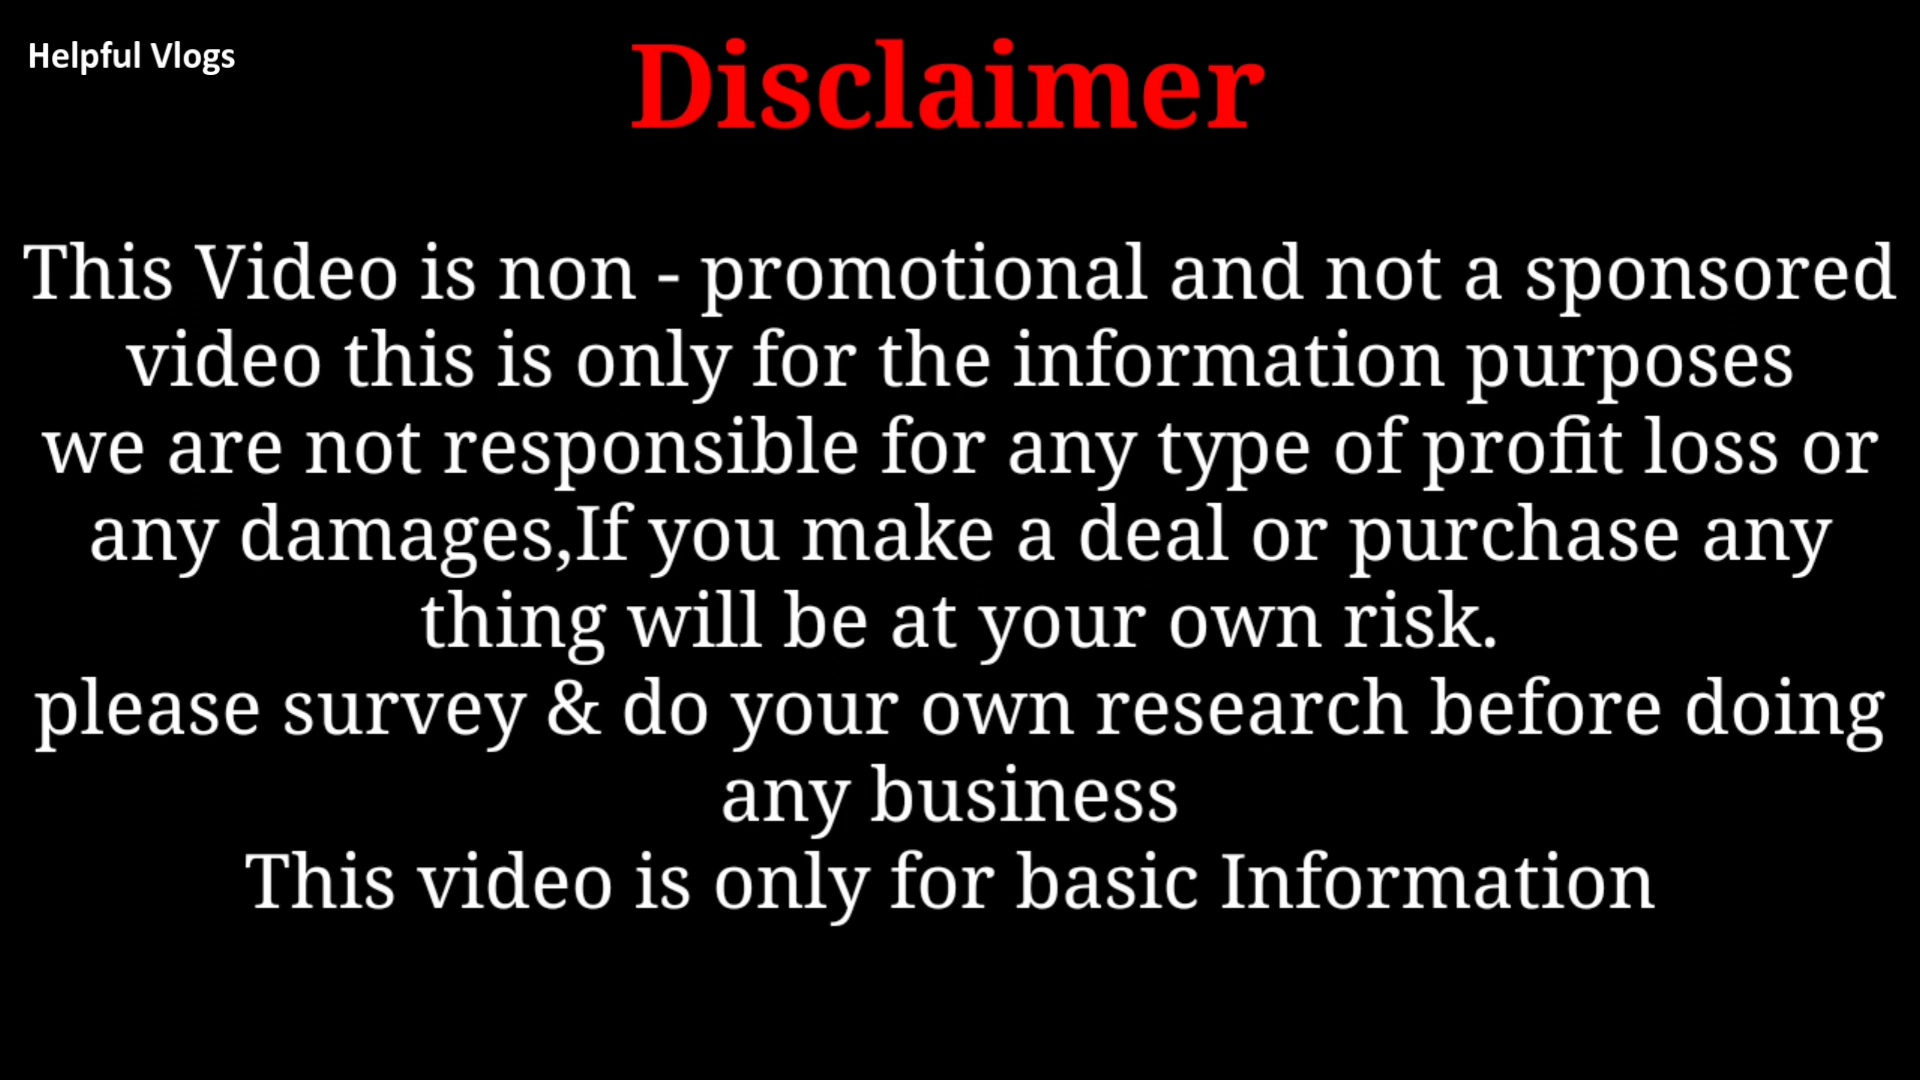 Helpful Vlogs
Disclaimer
This Video is non - promotional and not a sponsored
video this is only for the information purposes
we are not responsible for any type of profit loss or
any damages,If you make a deal or purchase any
thing will be at your own risk.
please survey & do your own research before doing
any business
This video is only for basic Information